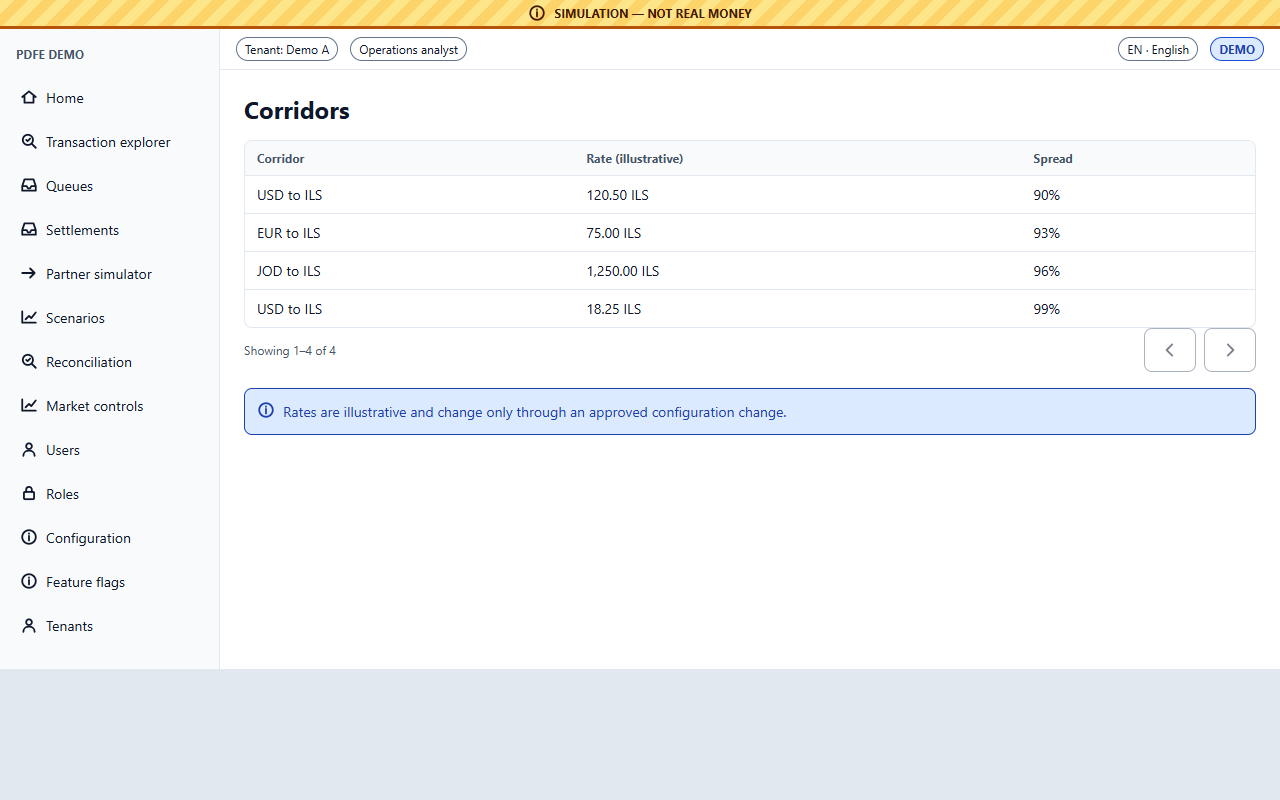 SIMULATION — NOT REAL MONEY
PDFE DEMO
Tenant: Demo A
Operations analyst
EN · English
DEMO
Home
Transaction explorer
Queues
Settlements
Partner simulator
Scenarios
Reconciliation
Market controls
Users
Roles
Configuration
Feature flags
Tenants
Corridors
Corridor Rate (illustrative) Spread
USD to ILS 120.50 ILS 90%
EUR to ILS 75.00 ILS 93%
JOD to ILS 1,250.00 ILS 96%
USD to ILS 18.25 ILS 99%
Showing 1–4 of 4
Rates are illustrative and change only through an approved configuration change.